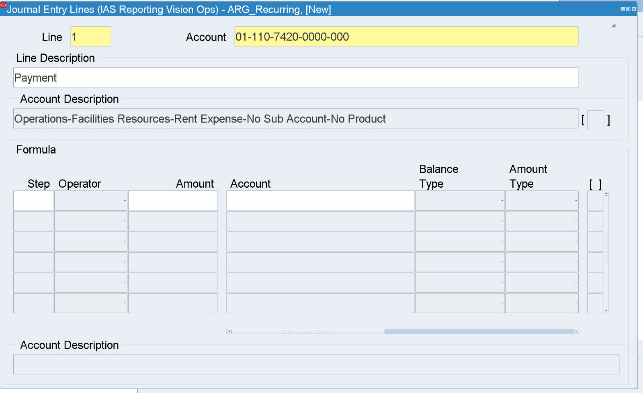 Journal Entry Lines (IAS Reporting Vision Ops) - ARG_Recurring, [New]
Line 1 Account 01-110-7420-0000-000
Line Description
Payment
Account Description
Operations-Facilities Resources-Rent Expense-No Sub Account-No Product [ ]
Formula
Step Operator Amount Account Balance Type Amount Type [ ]
Account Description